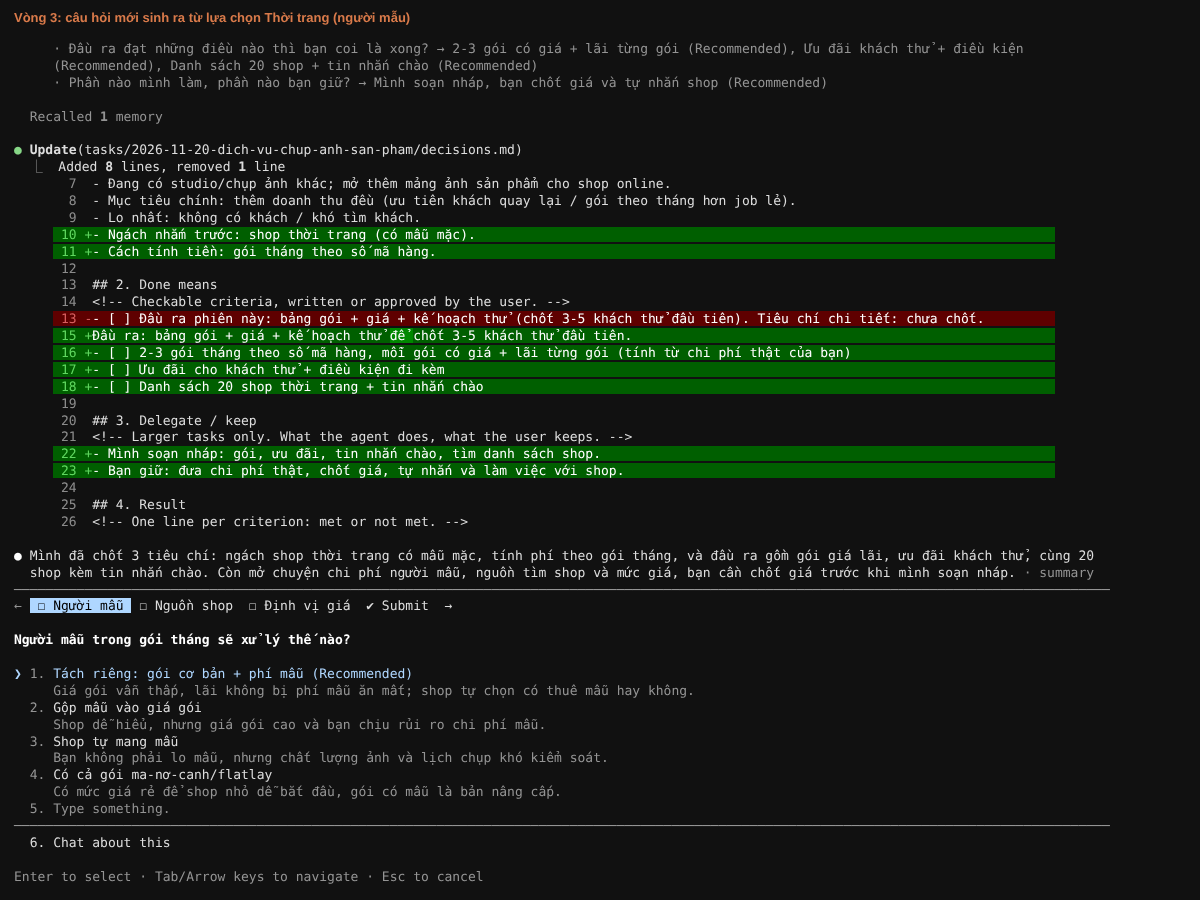 Vòng 3: câu hỏi mới sinh ra từ lựa chọn Thời trang (người mẫu)
· Đầu ra đạt những điều nào thì bạn coi là xong? → 2-3 gói có giá + lãi từng gói (Recommended), Ưu đãi khách thử + điều kiện
(Recommended), Danh sách 20 shop + tin nhắn chào (Recommended)
· Phần nào mình làm, phần nào bạn giữ? → Mình soạn nháp, bạn chốt giá và tự nhắn shop (Recommended)
Recalled 1 memory
● Update(tasks/2026-11-20-dich-vu-chup-anh-san-pham/decisions.md)
⎿ Added 8 lines, removed 1 line
7 - Đang có studio/chụp ảnh khác; mở thêm mảng ảnh sản phẩm cho shop online.
8 - Mục tiêu chính: thêm doanh thu đều (ưu tiên khách quay lại / gói theo tháng hơn job lẻ).
9 - Lo nhất: không có khách / khó tìm khách.
10 +- Ngách nhắm trước: shop thời trang (có mẫu mặc).
11 +- Cách tính tiền: gói tháng theo số mã hàng.
12
13 ## 2. Done means
14 <!-- Checkable criteria, written or approved by the user. -->
13 -- [ ] Đầu ra phiên này: bảng gói + giá + kế hoạch thử (chốt 3-5 khách thử đầu tiên). Tiêu chí chi tiết: chưa chốt.
15 +Đầu ra: bảng gói + giá + kế hoạch thử để chốt 3-5 khách thử đầu tiên.
16 +- [ ] 2-3 gói tháng theo số mã hàng, mỗi gói có giá + lãi từng gói (tính từ chi phí thật của bạn)
17 +- [ ] Ưu đãi cho khách thử + điều kiện đi kèm
18 +- [ ] Danh sách 20 shop thời trang + tin nhắn chào
19
20 ## 3. Delegate / keep
21 <!-- Larger tasks only. What the agent does, what the user keeps. -->
22 +- Mình soạn nháp: gói, ưu đãi, tin nhắn chào, tìm danh sách shop.
23 +- Bạn giữ: đưa chi phí thật, chốt giá, tự nhắn và làm việc với shop.
24
25 ## 4. Result
26 <!-- One line per criterion: met or not met. -->
● Mình đã chốt 3 tiêu chí: ngách shop thời trang có mẫu mặc, tính phí theo gói tháng, và đầu ra gồm gói giá lãi, ưu đãi khách thử, cùng 20
shop kèm tin nhắn chào. Còn mở chuyện chi phí người mẫu, nguồn tìm shop và mức giá, bạn cần chốt giá trước khi mình soạn nháp. · summary
← ☐ Người mẫu ☐ Nguồn shop ☐ Định vị giá ✔ Submit →
Người mẫu trong gói tháng sẽ xử lý thế nào?
❯ 1. Tách riêng: gói cơ bản + phí mẫu (Recommended)
Giá gói vẫn thấp, lãi không bị phí mẫu ăn mất; shop tự chọn có thuê mẫu hay không.
2. Gộp mẫu vào giá gói
Shop dễ hiểu, nhưng giá gói cao và bạn chịu rủi ro chi phí mẫu.
3. Shop tự mang mẫu
Bạn không phải lo mẫu, nhưng chất lượng ảnh và lịch chụp khó kiểm soát.
4. Có cả gói ma-nơ-canh/flatlay
Có mức giá rẻ để shop nhỏ dễ bắt đầu, gói có mẫu là bản nâng cấp.
5. Type something.
6. Chat about this
Enter to select · Tab/Arrow keys to navigate · Esc to cancel